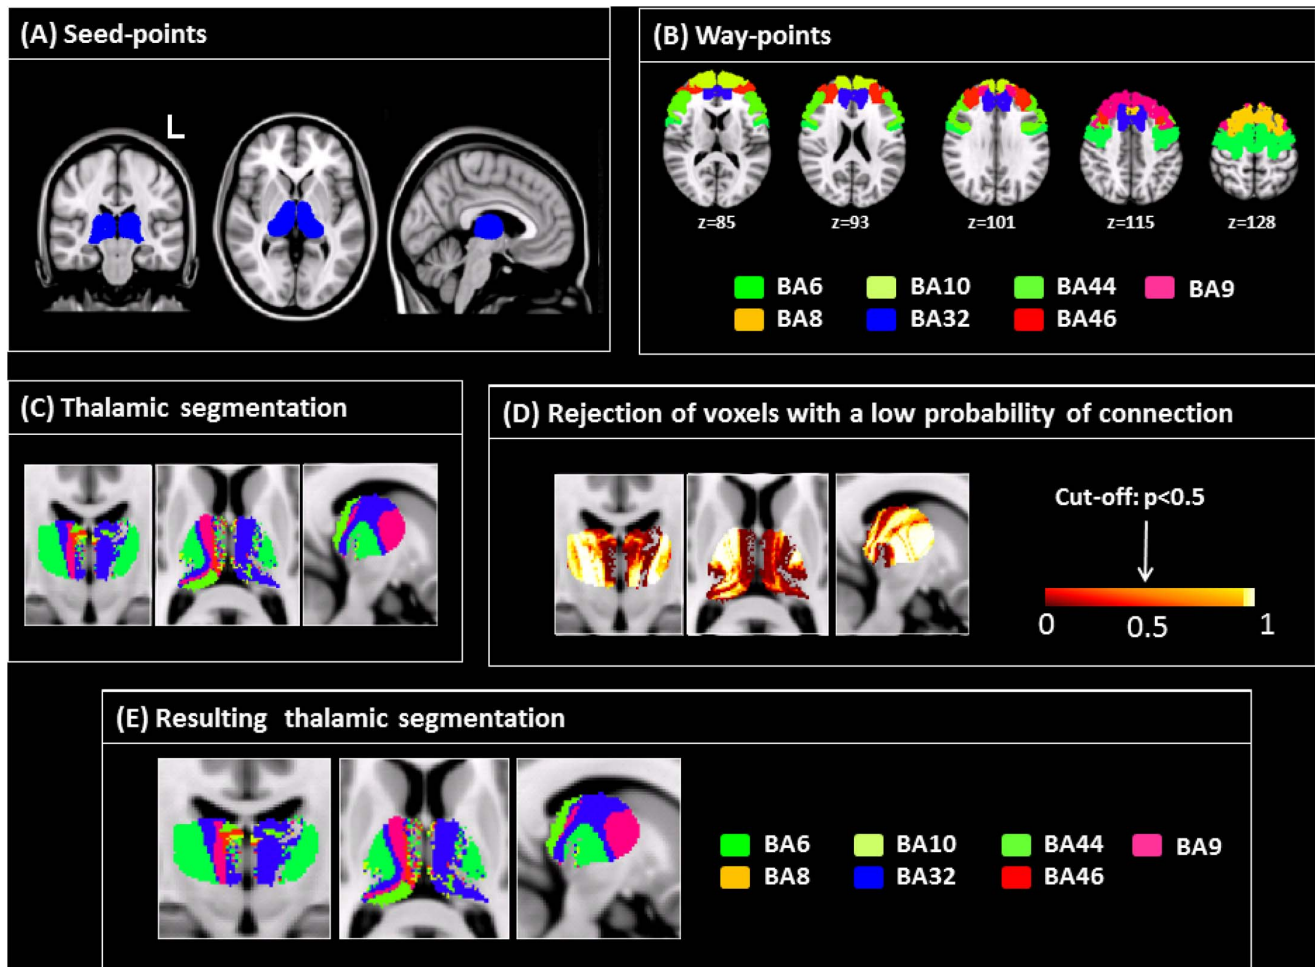 (A) Seed-points
L
(B) Way-points
z=85 z=93 z=101 z=115 z=128
BA6 BA10 BA44 BA9
BA8 BA32 BA46
(C) Thalamic segmentation
(D) Rejection of voxels with a low probability of connection
Cut-off: p<0.5
0 0.5 1
(E) Resulting thalamic segmentation
BA6 BA10 BA44 BA9
BA8 BA32 BA46